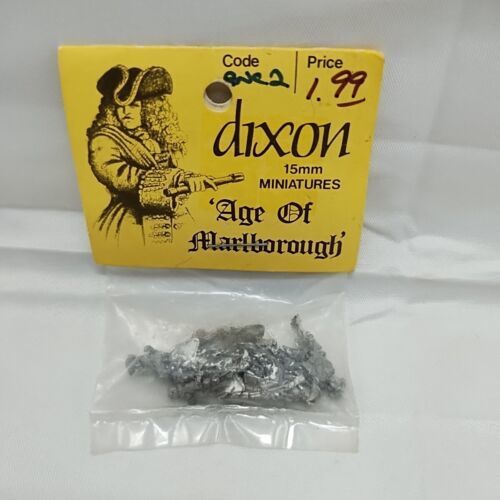 Code
Price
1.99
dixon
15mm
MINIATURES
'Age Of
Marlborough'